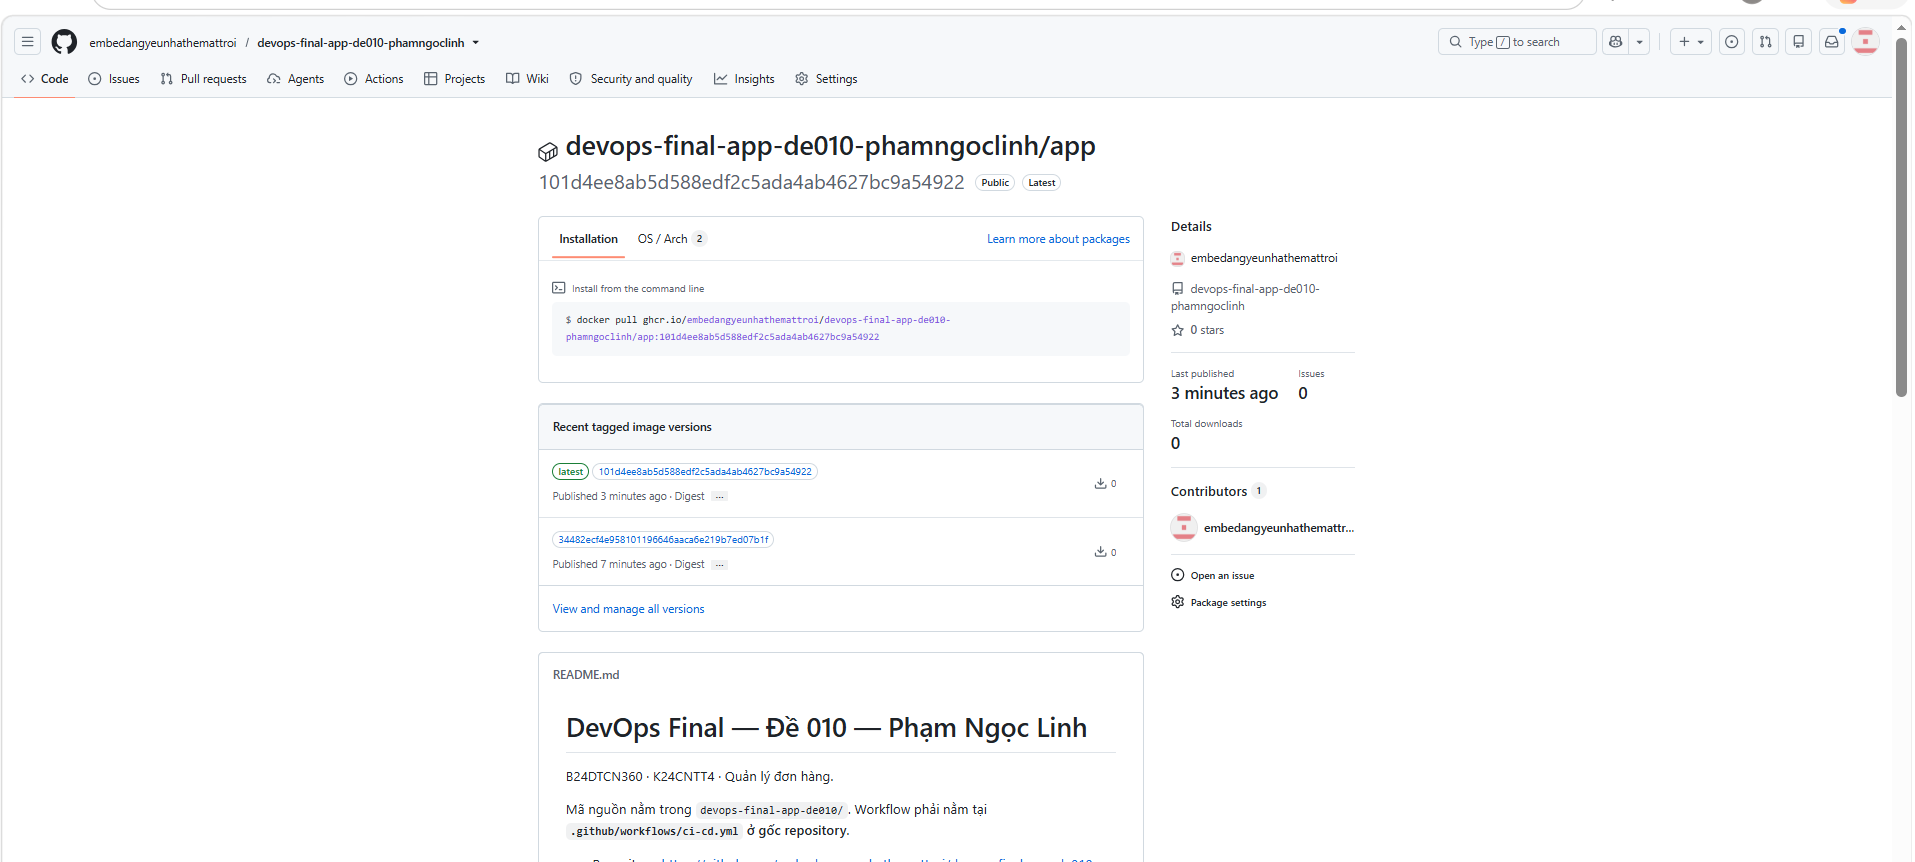 embedangyeunhathemattroi / devops-final-app-de010-phamngoclinh
Type / to search
Code Issues Pull requests Agents Actions Projects Wiki Security and quality Insights Settings
devops-final-app-de010-phamngoclinh/app
101d4ee8ab5d588edf2c5ada4ab4627bc9a54922 Public Latest
Installation OS / Arch 2 Learn more about packages
Install from the command line
$ docker pull ghcr.io/embedangyeunhathemattroi/devops-final-app-de010-
phamngoclinh/app:101d4ee8ab5d588edf2c5ada4ab4627bc9a54922
Recent tagged image versions
latest 101d4ee8ab5d588edf2c5ada4ab4627bc9a54922
Published 3 minutes ago · Digest ...
0
34482ecf4e958101196646aaca6e219b7ed07b1f
Published 7 minutes ago · Digest ...
0
View and manage all versions
README.md
DevOps Final — Đề 010 — Phạm Ngọc Linh
B24DTCN360 · K24CNTT4 · Quản lý đơn hàng.
Mã nguồn nằm trong devops-final-app-de010/ . Workflow phải nằm tại
.github/workflows/ci-cd.yml ở gốc repository.
Details
embedangyeunhathemattroi
devops-final-app-de010-
phamngoclinh
0 stars
Last published Issues
3 minutes ago 0
Total downloads
0
Contributors 1
embedangyeunhathemattr...
Open an issue
Package settings